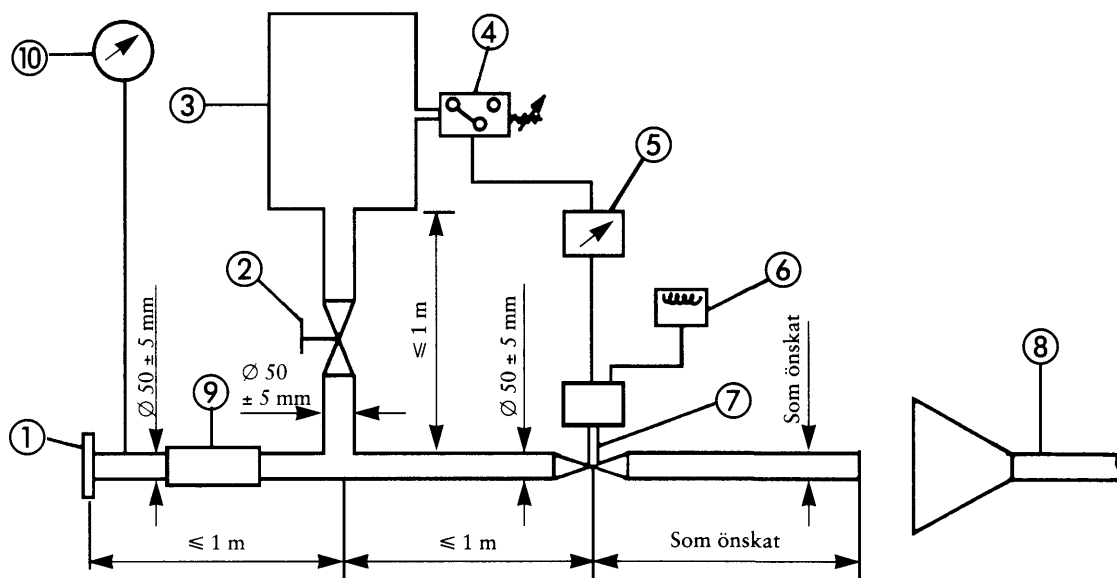 ⑩
④
③
⑤
②
⑥
≤ 1 m
Ø 50 ± 5 mm
Ø 50
± 5 mm
Ø 50 ± 5 mm
Som önskat
⑧
⑨
⑦
①
≤ 1 m
≤ 1 m
Som önskat